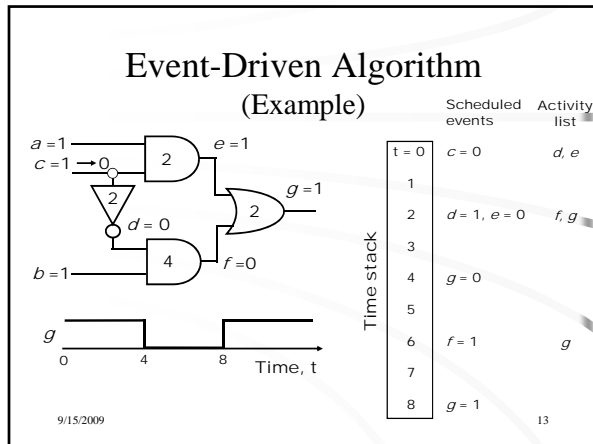 Event-Driven Algorithm
(Example)
Scheduled events
Activity list
a =1
c =1 → 0
2
e =1
2
d = 0
g =1
2
4
f =0
b =1
g
0
4
8
Time, t
Time stack
t = 0 c = 0 d, e
1
2 d = 1, e = 0 f, g
3
4 g = 0
5
6 f = 1 g
7
8 g = 1
9/15/2009
13